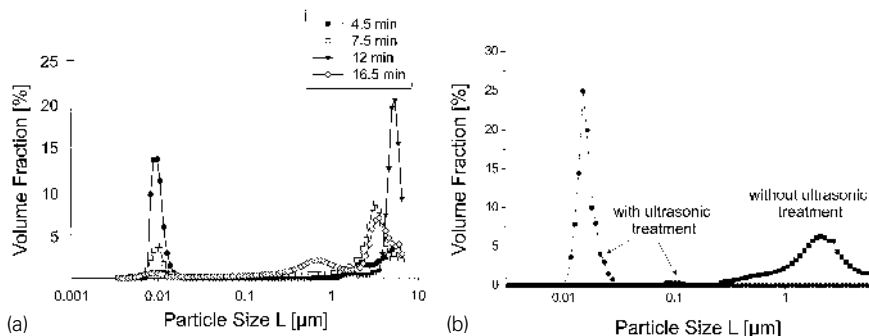 i
4.5 min
7.5 min
12 min
16.5 min
Volume Fraction [%]
25
20
15
10
5
0.001
0.01
0.1
1
10
Particle Size L [µm]
(a)
Volume Fraction [%]
30
25
20
15
10
5
0
with ultrasonic
treatment
without ultrasonic
treatment
0.01
0.1
1
Particle Size L [µm]
(b)